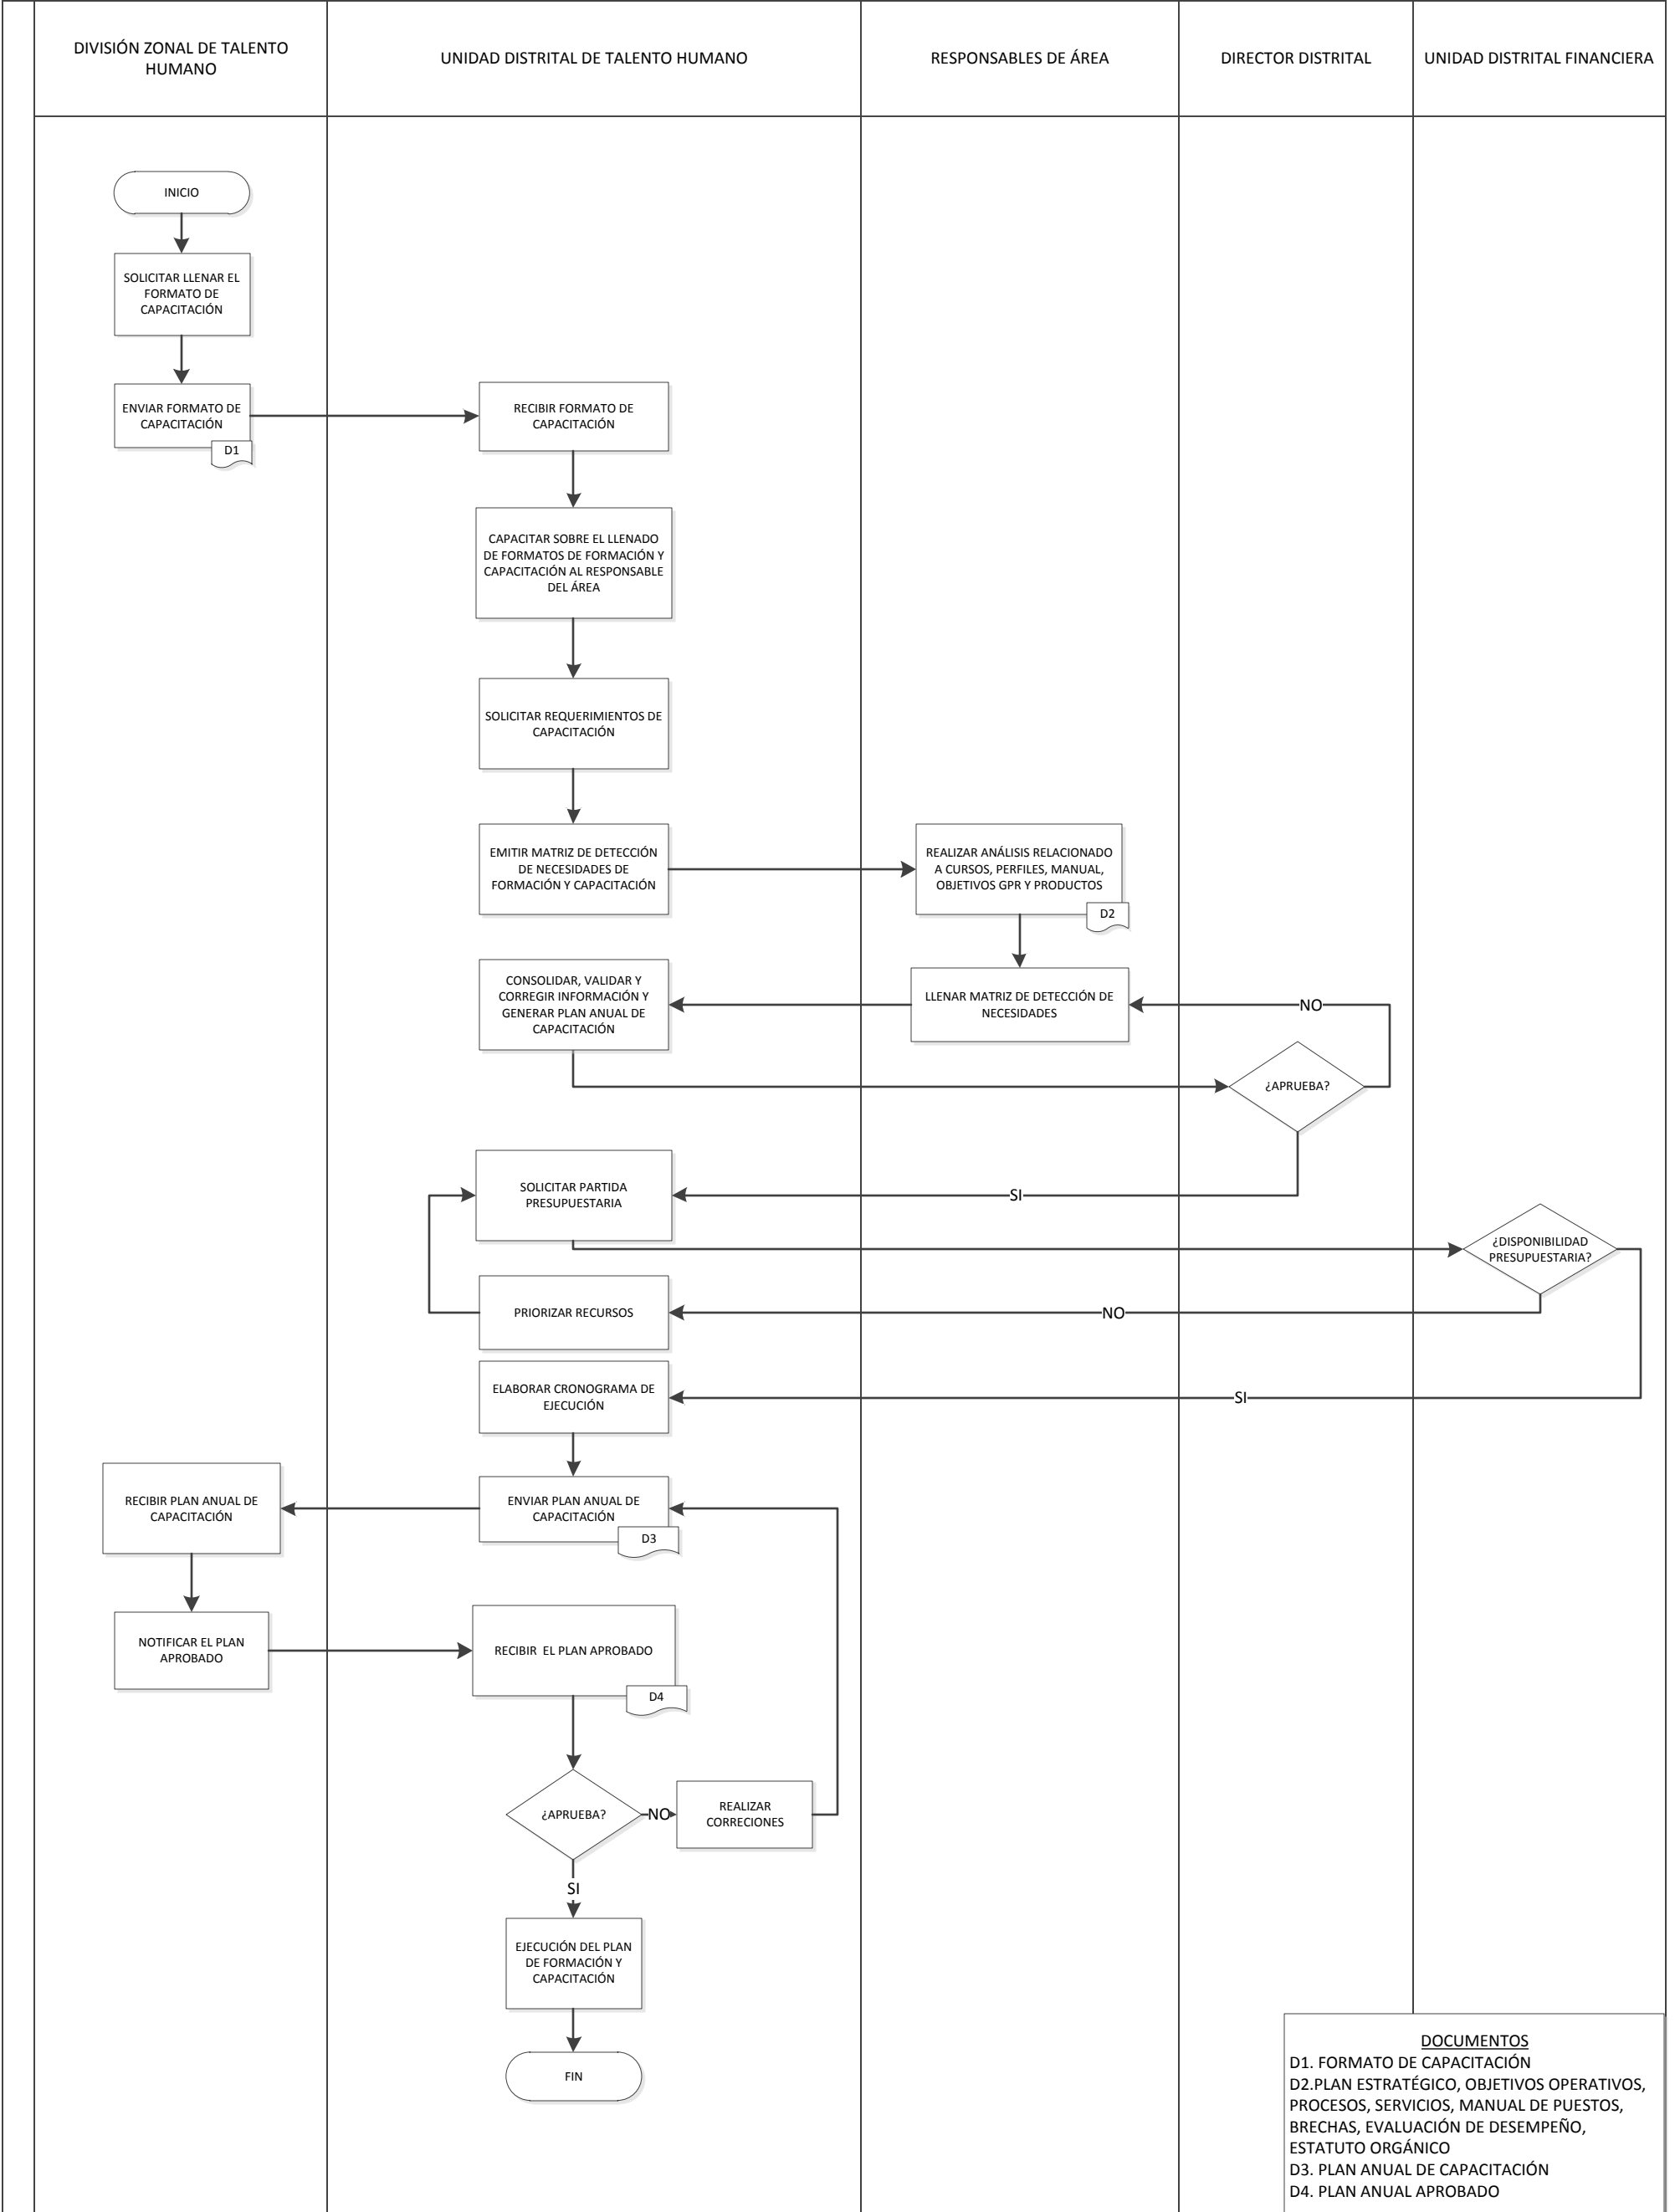 DIVISIÓN ZONAL DE TALENTO
HUMANO
UNIDAD DISTRITAL DE TALENTO HUMANO
RESPONSABLES DE ÁREA
DIRECTOR DISTRITAL
UNIDAD DISTRITAL FINANCIERA
INICIO
SOLICITAR LLENAR EL
FORMATO DE
CAPACITACIÓN
ENVIAR FORMATO DE
CAPACITACIÓN
D1
RECIBIR FORMATO DE
CAPACITACIÓN
CAPACITAR SOBRE EL LLENADO
DE FORMATOS DE FORMACIÓN Y
CAPACITACIÓN AL RESPONSABLE
DEL ÁREA
SOLICITAR REQUERIMIENTOS DE
CAPACITACIÓN
EMITIR MATRIZ DE DETECCIÓN
DE NECESIDADES DE
FORMACIÓN Y CAPACITACIÓN
REALIZAR ANÁLISIS RELACIONADO
A CURSOS, PERFILES, MANUAL,
OBJETIVOS GPR Y PRODUCTOS
D2
CONSOLIDAR, VALIDAR Y
CORREGIR INFORMACIÓN Y
GENERAR PLAN ANUAL DE
CAPACITACIÓN
LLENAR MATRIZ DE DETECCIÓN DE
NECESIDADES
NO
¿APRUEBA?
SOLICITAR PARTIDA
PRESUPUESTARIA
SI
¿DISPONIBILIDAD
PRESUPUESTARIA?
PRIORIZAR RECURSOS
NO
ELABORAR CRONOGRAMA DE
EJECUCIÓN
SI
RECIBIR PLAN ANUAL DE
CAPACITACIÓN
ENVIAR PLAN ANUAL DE
CAPACITACIÓN
D3
NOTIFICAR EL PLAN
APROBADO
RECIBIR  EL PLAN APROBADO
D4
¿APRUEBA?
NO
REALIZAR
CORRECIONES
SI
EJECUCIÓN DEL PLAN
DE FORMACIÓN Y
CAPACITACIÓN
FIN
DOCUMENTOS
D1. FORMATO DE CAPACITACIÓN
D2.PLAN ESTRATÉGICO, OBJETIVOS OPERATIVOS,
PROCESOS, SERVICIOS, MANUAL DE PUESTOS,
BRECHAS, EVALUACIÓN DE DESEMPEÑO,
ESTATUTO ORGÁNICO
D3. PLAN ANUAL DE CAPACITACIÓN
D4. PLAN ANUAL APROBADO